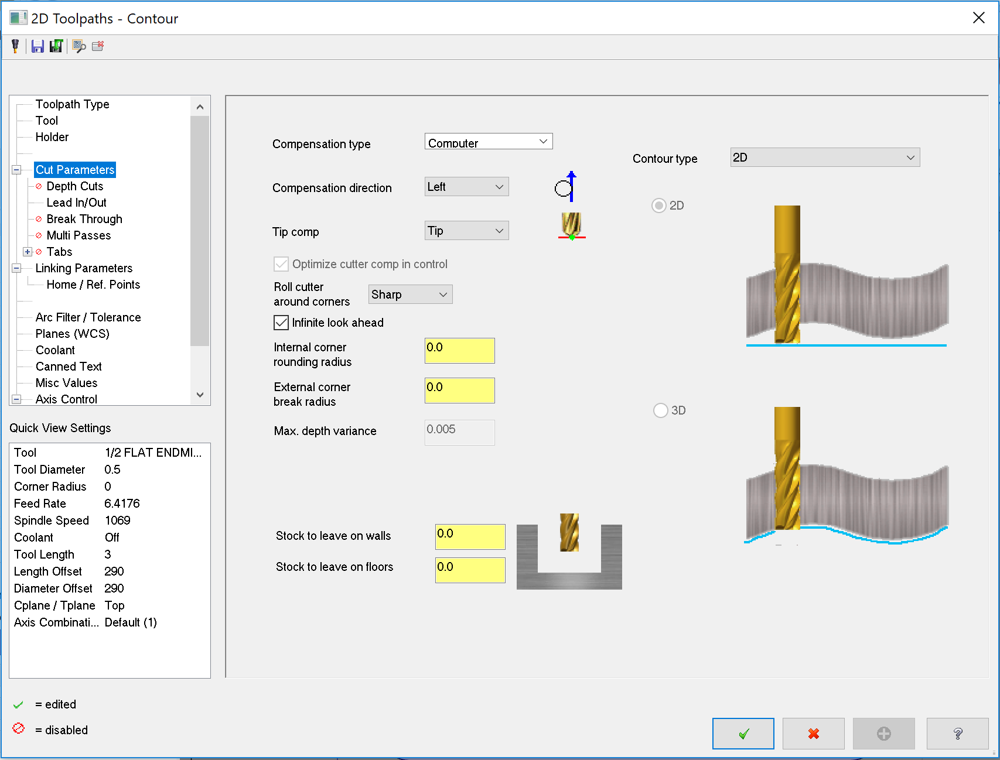 2D Toolpaths - Contour
Toolpath Type
Tool
Holder
Cut Parameters
Depth Cuts
Lead In/Out
Break Through
Multi Passes
Tabs
Linking Parameters
Home / Ref. Points
Arc Filter / Tolerance
Planes (WCS)
Coolant
Canned Text
Misc Values
Axis Control
Quick View Settings
Tool 1/2 FLAT ENDMI...
Tool Diameter 0.5
Corner Radius 0
Feed Rate 6.4176
Spindle Speed 1069
Coolant Off
Tool Length 3
Length Offset 290
Diameter Offset 290
Cplane / Tplane Top
Axis Combinati... Default (1)
= edited
= disabled
Compensation type Computer
Compensation direction Left
Tip comp Tip
Optimize cutter comp in control
Roll cutter
around corners Sharp
Infinite look ahead
Internal corner
rounding radius 0.0
External corner
break radius 0.0
Max. depth variance 0.005
Stock to leave on walls 0.0
Stock to leave on floors 0.0
Contour type 2D
2D
3D